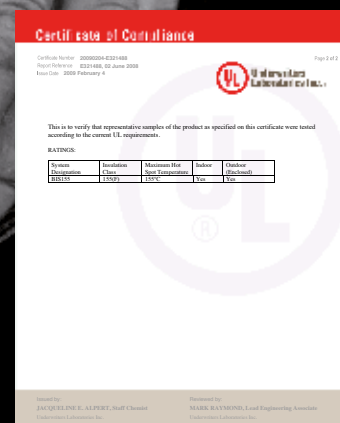 Certificate of Compliance
Certificate Number 20090204-E321488
Page 2 of 2
Report Reference E321488, 02 June 2008
Issue Date 2009 February 4
UL
Underwriters
Laboratories Inc.
This is to verify that representative samples of the product as specified on this certificate were tested
according to the current UL requirements.
RATINGS:
System Designation Insulation Class Maximum Hot Spot Temperature Indoor Outdoor (Enclosed)
BIS155 155(F) 155°C Yes Yes
Issued by: Reviewed by:
JACQUELINE E. ALPERT, Staff Chemist MARK RAYMOND, Lead Engineering Associate
Underwriters Laboratories Inc. Underwriters Laboratories Inc.